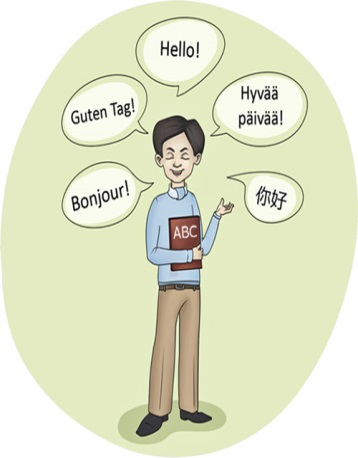 Hello!
Guten Tag!
Hyvää
päivää!
Bonjour!
你好
ABC